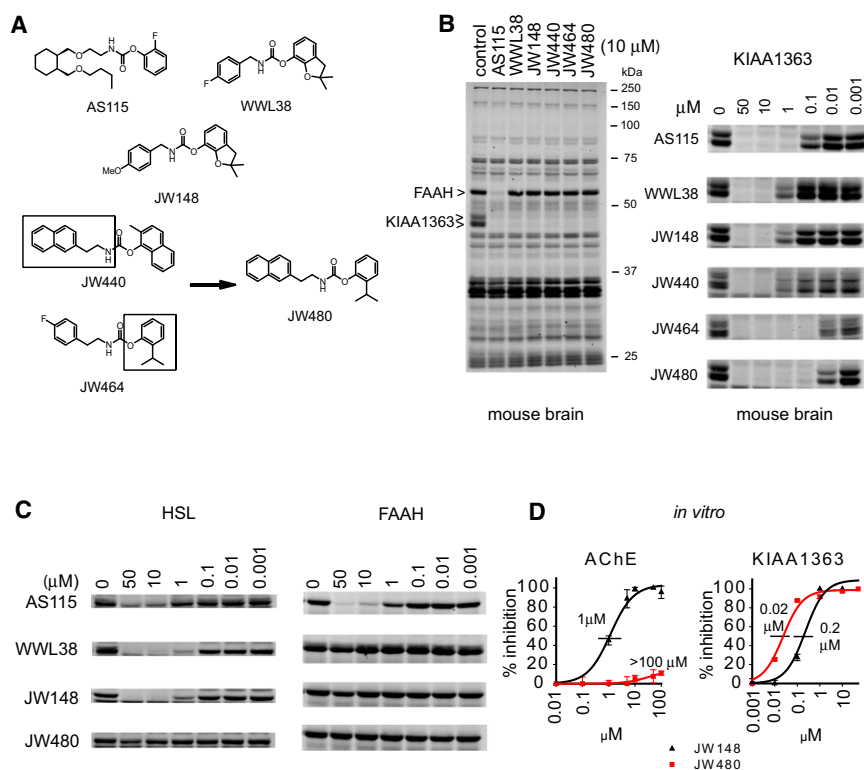 A
F
O
O
N
H
O
O
AS115
F
N
H
O
O
O
WWL38
MeO
N
H
O
O
O
JW148
N
H
O
O
JW440
N
H
O
O
JW480
F
N
H
O
O
JW464
B
control
AS115
WWL38
JW148
JW440
JW464
JW480
(10 µM)
kDa
250
150
100
75
50
37
25
FAAH >
KIAA1363 >
mouse brain
KIAA1363
µM 0 50 10 1 0.1 0.01 0.001
AS115
WWL38
JW148
JW440
JW464
JW480
mouse brain
C
HSL FAAH
(µM) 0 50 10 1 0.1 0.01 0.001 0 50 10 1 0.1 0.01 0.001
AS115
WWL38
JW148
JW480
D in vitro
AChE
% inhibition
100
80
60
40
20
0
1µM
>100 µM
0.01 0.1 1 10 100
µM
KIAA1363
% inhibition
100
80
60
40
20
0
0.02
µM
0.2
µM
0.001 0.01 0.1 1 10
µM
JW148
JW480